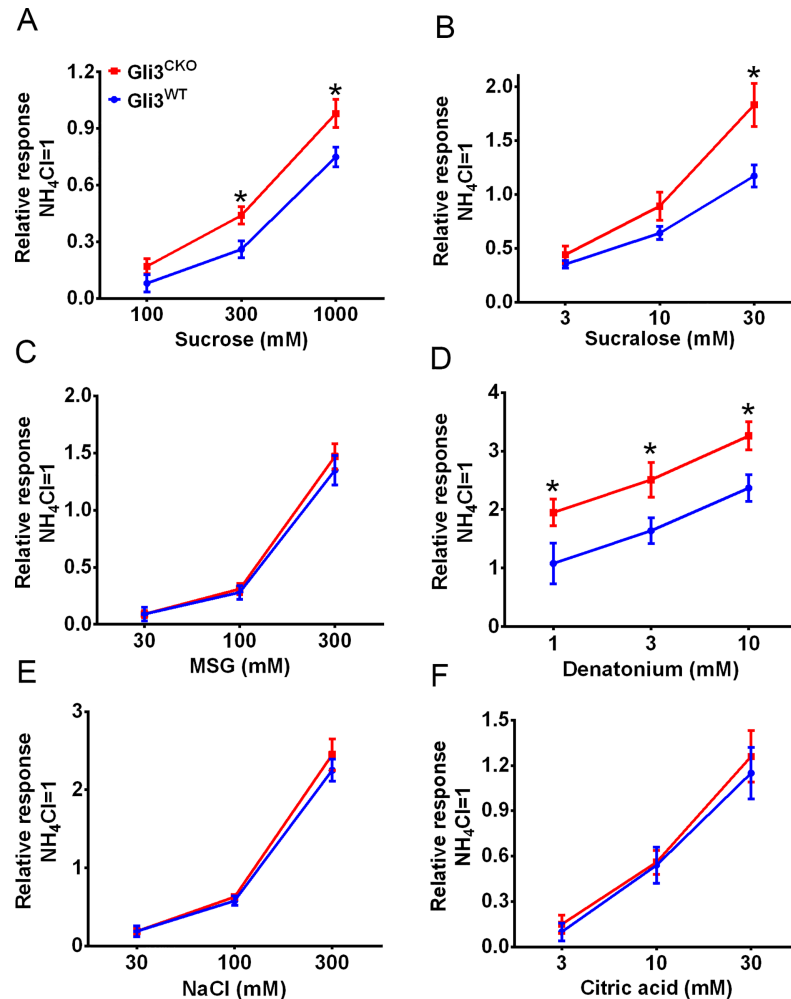 A
Gli3CKO
Gli3WT
Relative response
NH4Cl=1
1.2
0.9
0.6
0.3
0.0
*
*
100 300 1000
Sucrose (mM)
B
Relative response
NH4Cl=1
2.0
1.5
1.0
0.5
0.0
*
3 10 30
Sucralose (mM)
C
Relative response
NH4Cl=1
2.0
1.5
1.0
0.5
0.0
30 100 300
MSG (mM)
D
Relative response
NH4Cl=1
4
3
2
1
0
*
*
*
1 3 10
Denatonium (mM)
E
Relative response
NH4Cl=1
3
2
1
0
30 100 300
NaCl (mM)
F
Relative response
NH4Cl=1
1.5
1.2
0.9
0.6
0.3
0.0
3 10 30
Citric acid (mM)